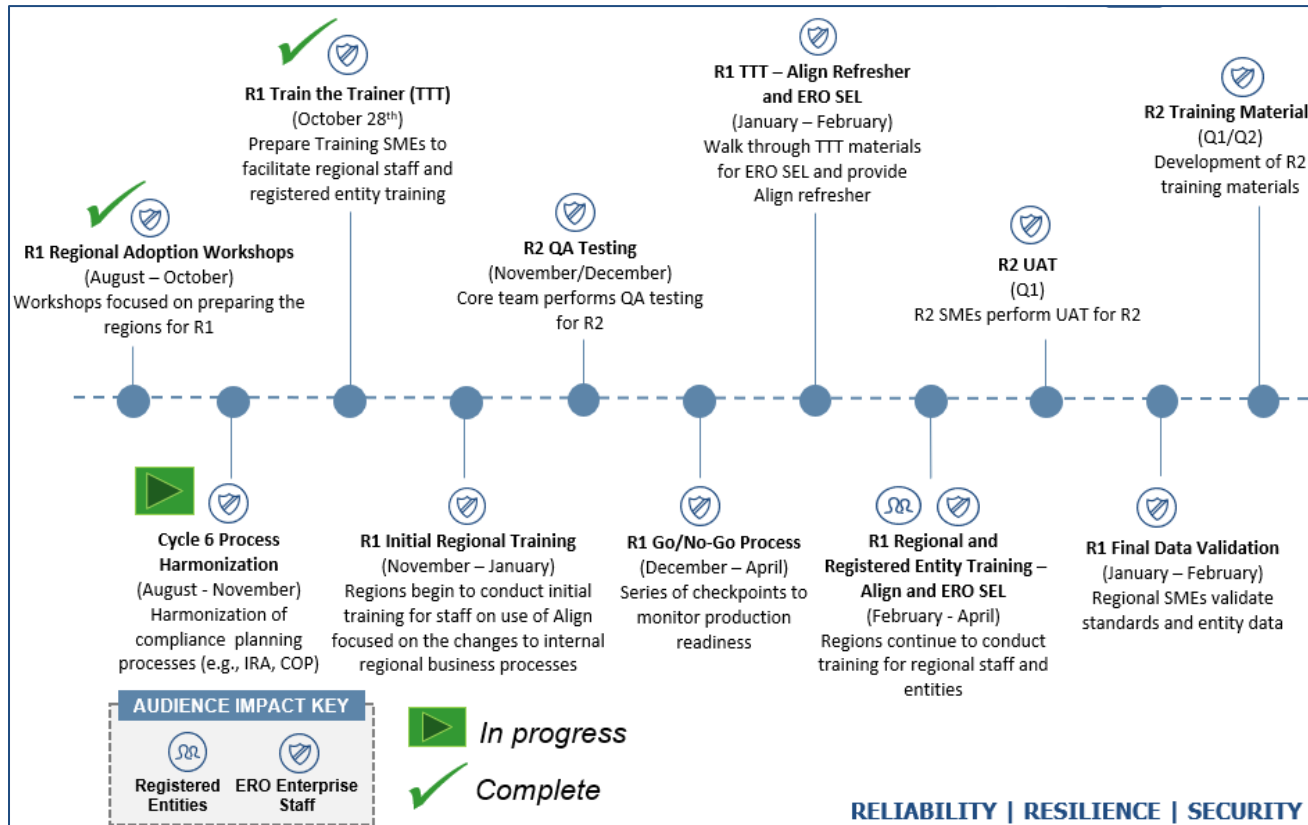 R1 Train the Trainer (TTT)
(October 28th)
Prepare Training SMEs to
facilitate regional staff and
registered entity training
R1 TTT – Align Refresher
and ERO SEL
(January – February)
Walk through TTT materials
for ERO SEL and provide
Align refresher
R2 Training Material
(Q1/Q2)
Development of R2
training materials
R1 Regional Adoption Workshops
(August – October)
Workshops focused on preparing the
regions for R1
R2 QA Testing
(November/December)
Core team performs QA testing
for R2
R2 UAT
(Q1)
R2 SMEs perform UAT for R2
Cycle 6 Process
Harmonization
(August - November)
Harmonization of
compliance planning
processes (e.g., IRA, COP)
R1 Initial Regional Training
(November – January)
Regions begin to conduct initial
training for staff on use of Align
focused on the changes to internal
regional business processes
R1 Go/No-Go Process
(December – April)
Series of checkpoints to
monitor production
readiness
R1 Regional and
Registered Entity Training –
Align and ERO SEL
(February - April)
Regions continue to conduct
training for regional staff and
entities
R1 Final Data Validation
(January – February)
Regional SMEs validate
standards and entity data
AUDIENCE IMPACT KEY
Registered
Entities
ERO Enterprise
Staff
In progress
Complete
RELIABILITY | RESILIENCE | SECURITY